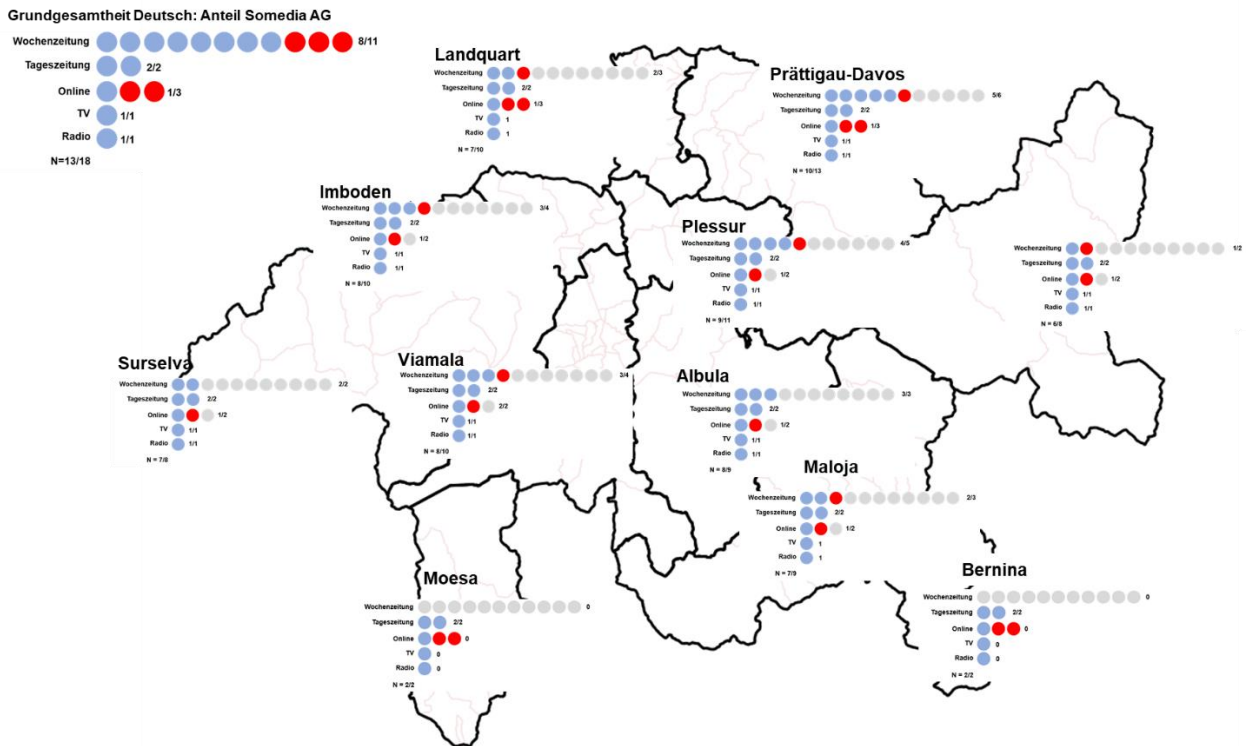 Grundgesamtheit Deutsch: Anteil Somedia AG
Wochenzeitung 8/11
Tageszeitung 2/2
Online 1/3
TV 1/1
Radio 1/1
N=13/18
Landquart
Wochenzeitung 2/3
Tageszeitung 2/2
Online 1/3
TV 1
Radio 1
N = 7/10
Prättigau-Davos
Wochenzeitung 5/6
Tageszeitung 2/2
Online 1/3
TV 1/1
Radio 1/1
N = 10/13
Imboden
Wochenzeitung 3/4
Tageszeitung 2/2
Online 1/2
TV 1/1
Radio 1/1
N = 8/10
Plessur
Wochenzeitung 4/5
Tageszeitung 2/2
Online 1/2
TV 1/1
Radio 1/1
N = 9/11
Wochenzeitung 1/2
Tageszeitung 2/2
Online 1/2
TV 1/1
Radio 1/1
N = 6/8
Surselva
Wochenzeitung 2/2
Tageszeitung 2/2
Online 1/2
TV 1/1
Radio 1/1
N = 7/8
Viamala
Wochenzeitung 3/4
Tageszeitung 2/2
Online 2/2
TV 1/1
Radio 1/1
N = 8/10
Albula
Wochenzeitung 3/3
Tageszeitung 2/2
Online 1/2
TV 1/1
Radio 1/1
N = 8/9
Maloja
Wochenzeitung 2/3
Tageszeitung 2/2
Online 1/2
TV 1
Radio 1
N = 7/9
Moesa
Wochenzeitung 0
Tageszeitung 2/2
Online 0
TV 0
Radio 0
N = 2/2
Bernina
Wochenzeitung 0
Tageszeitung 2/2
Online 0
TV 0
Radio 0
N = 2/2